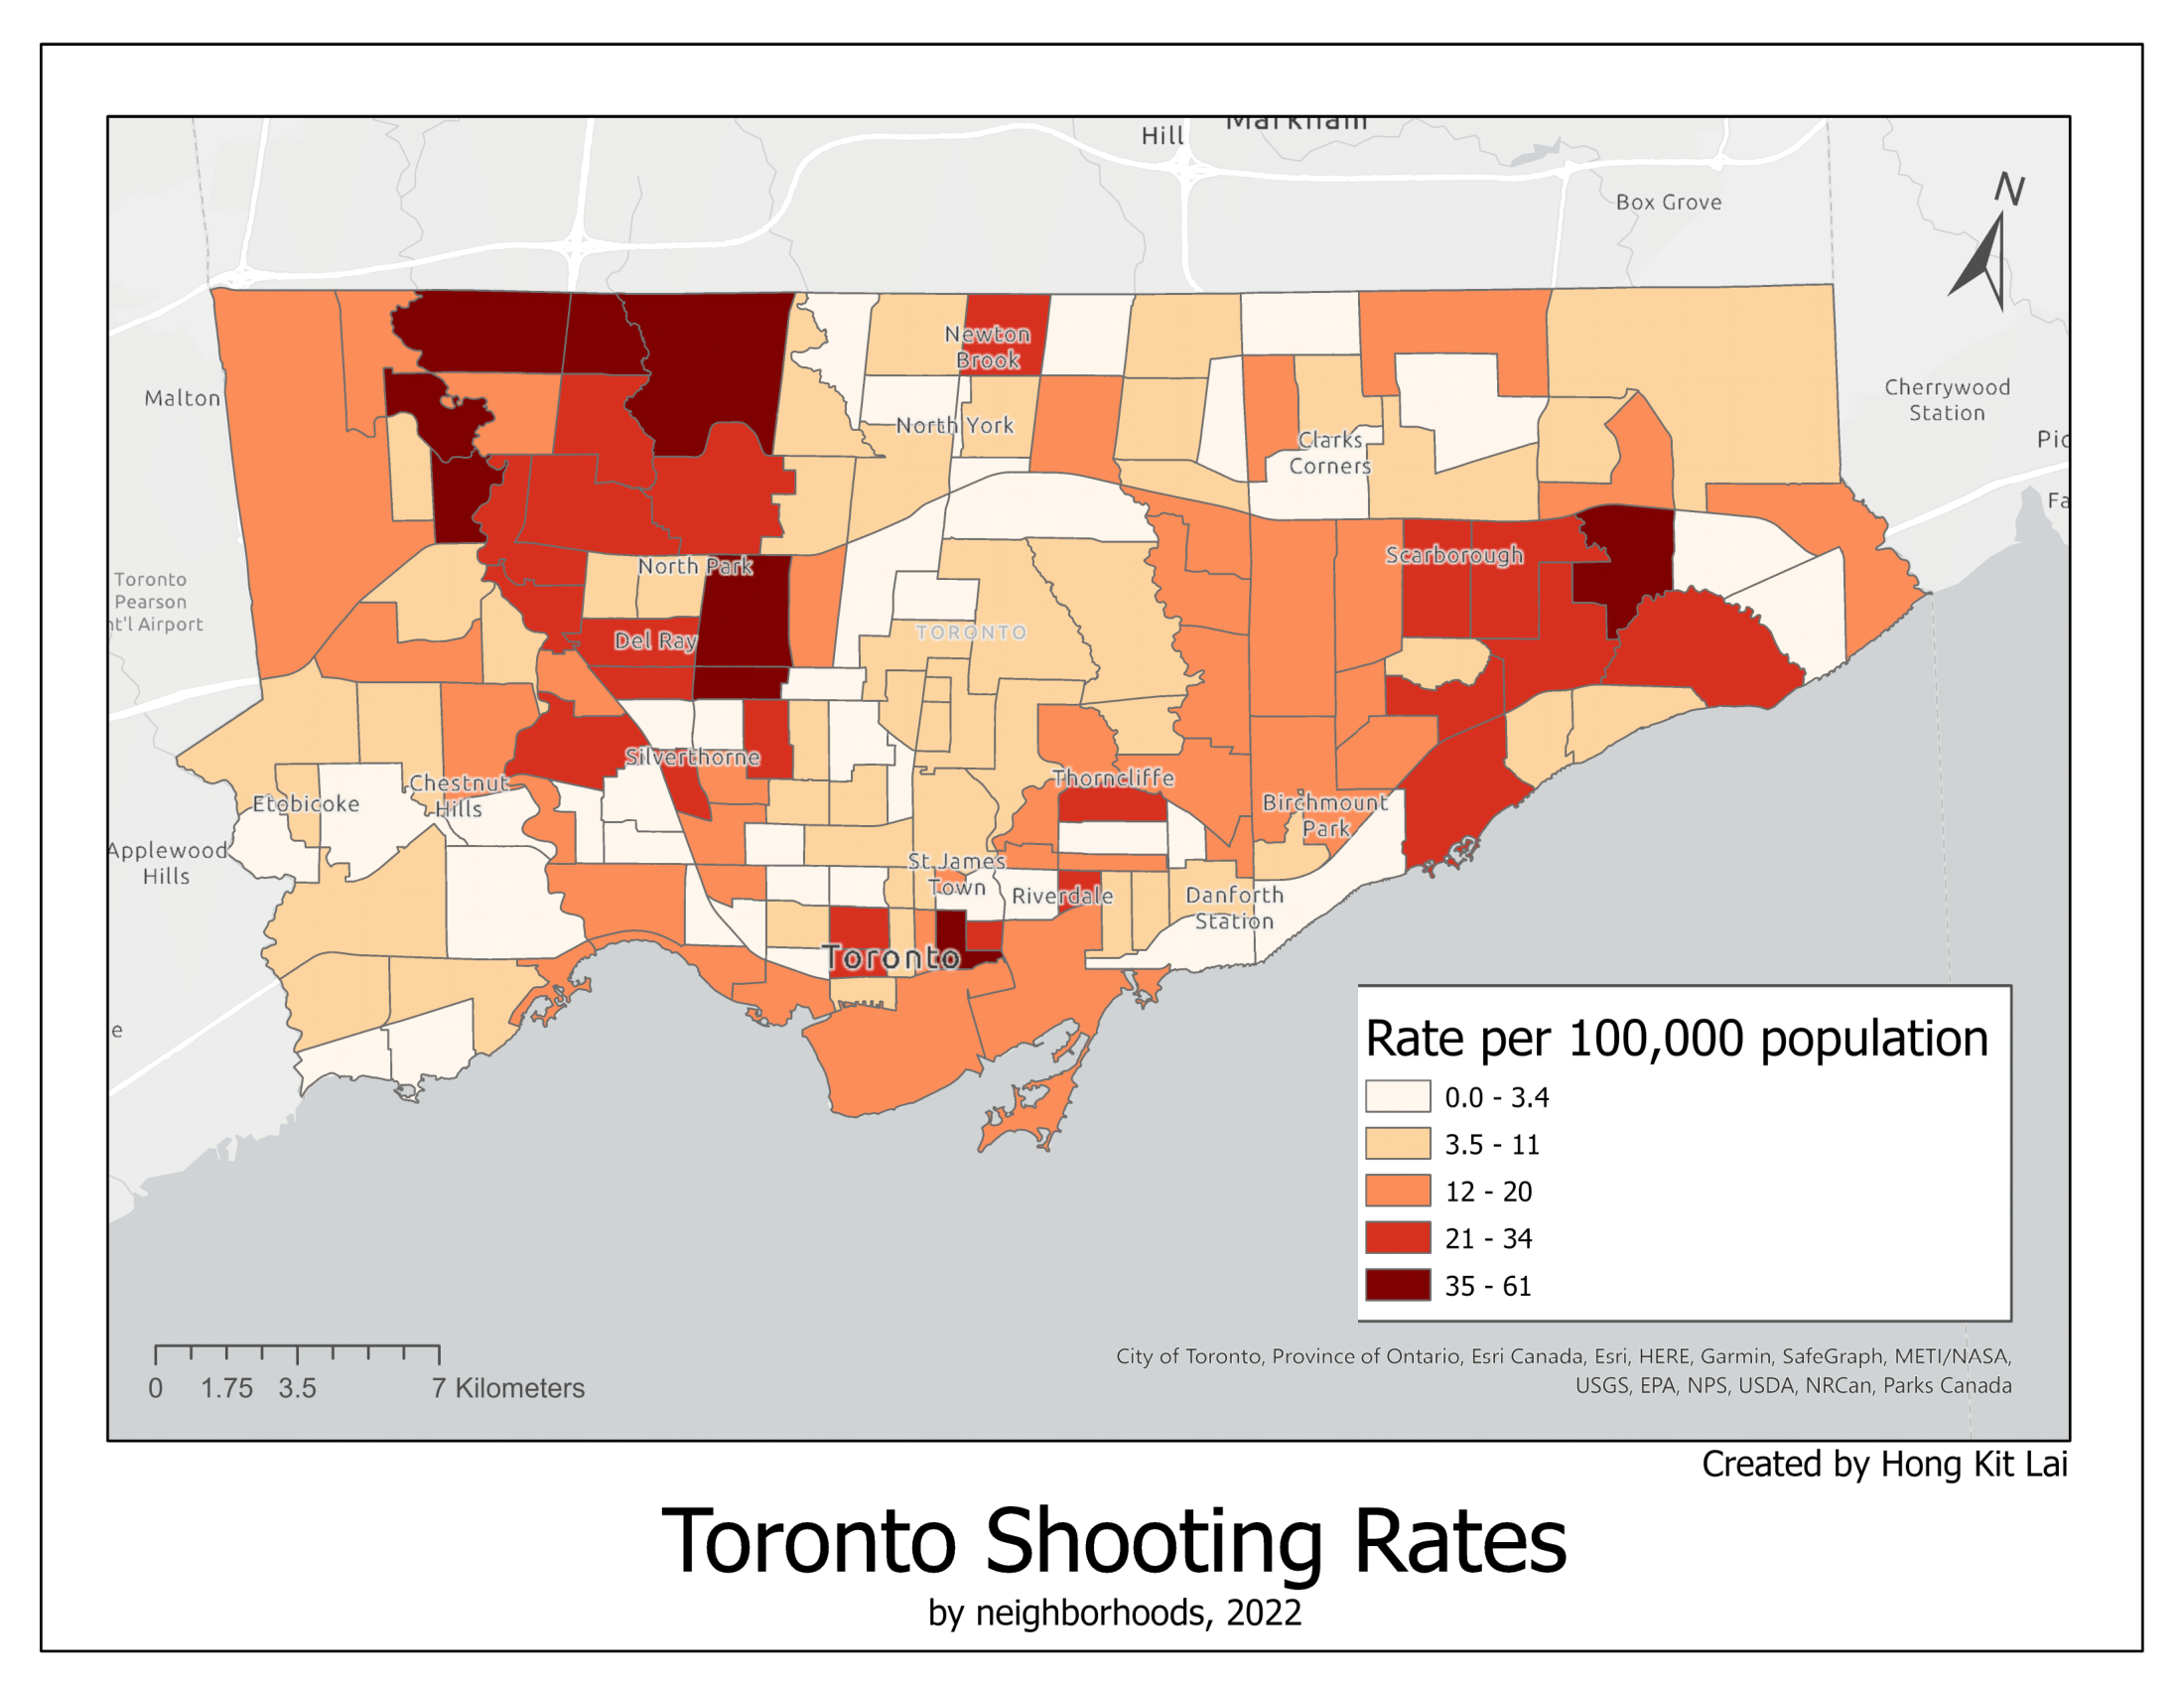 Markham
Hill
Box Grove
N
Newton
Brook
Malton
Cherrywood
Station
North York
Clarks
Corners
Pic
Fa
Scarborough
North Park
Toronto
Pearson
nt'l Airport
TORONTO
Del Ray
Silverthorne
Thorncliffe
Chestnut
Hills
Etobicoke
Birchmount
Park
Applewood
Hills
St James
Town
Riverdale
Danforth
Station
Toronto
e
Rate per 100,000 population
0.0 - 3.4
3.5 - 11
12 - 20
21 - 34
35 - 61
0 1.75 3.5 7 Kilometers
City of Toronto, Province of Ontario, Esri Canada, Esri, HERE, Garmin, SafeGraph, METI/NASA,
USGS, EPA, NPS, USDA, NRCan, Parks Canada
Created by Hong Kit Lai
Toronto Shooting Rates
by neighborhoods, 2022